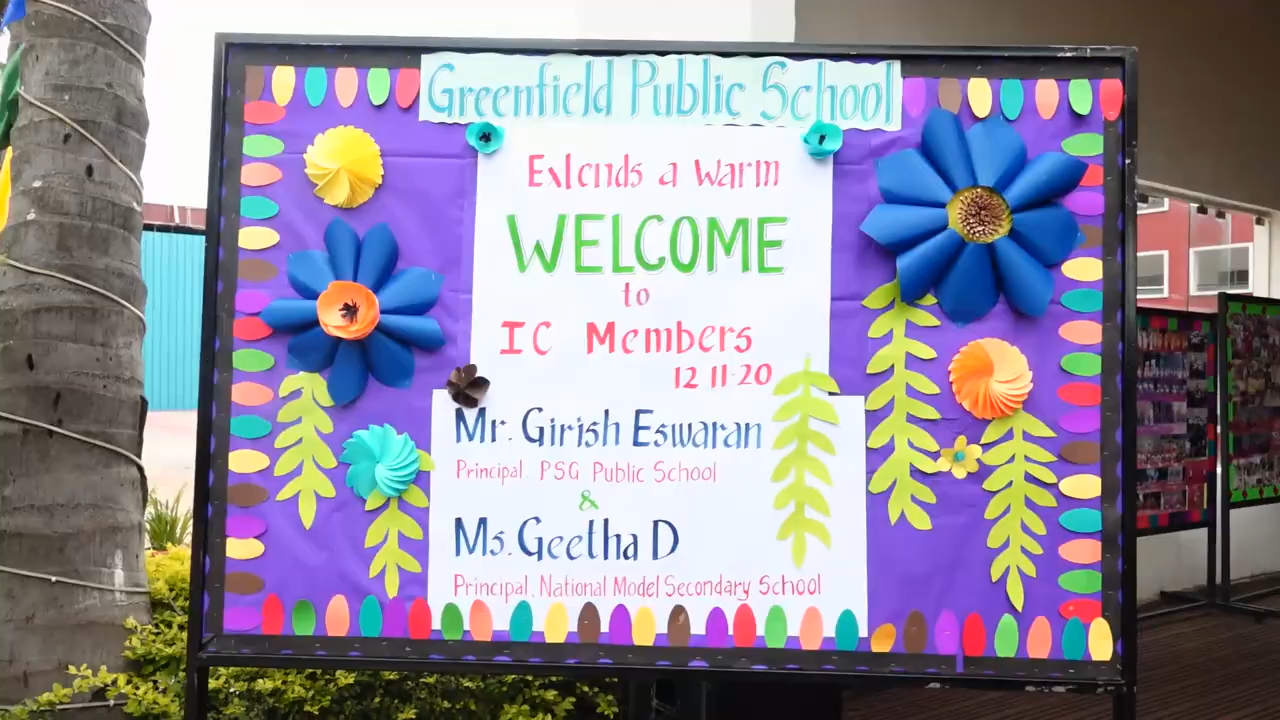 Greenfield Public School
Extends a warm
WELCOME
to
IC Members
12 11·20
Mr. Girish Eswaran
Principal. PSG Public School
&
Ms. Geetha D
Principal, National Model Secondary School